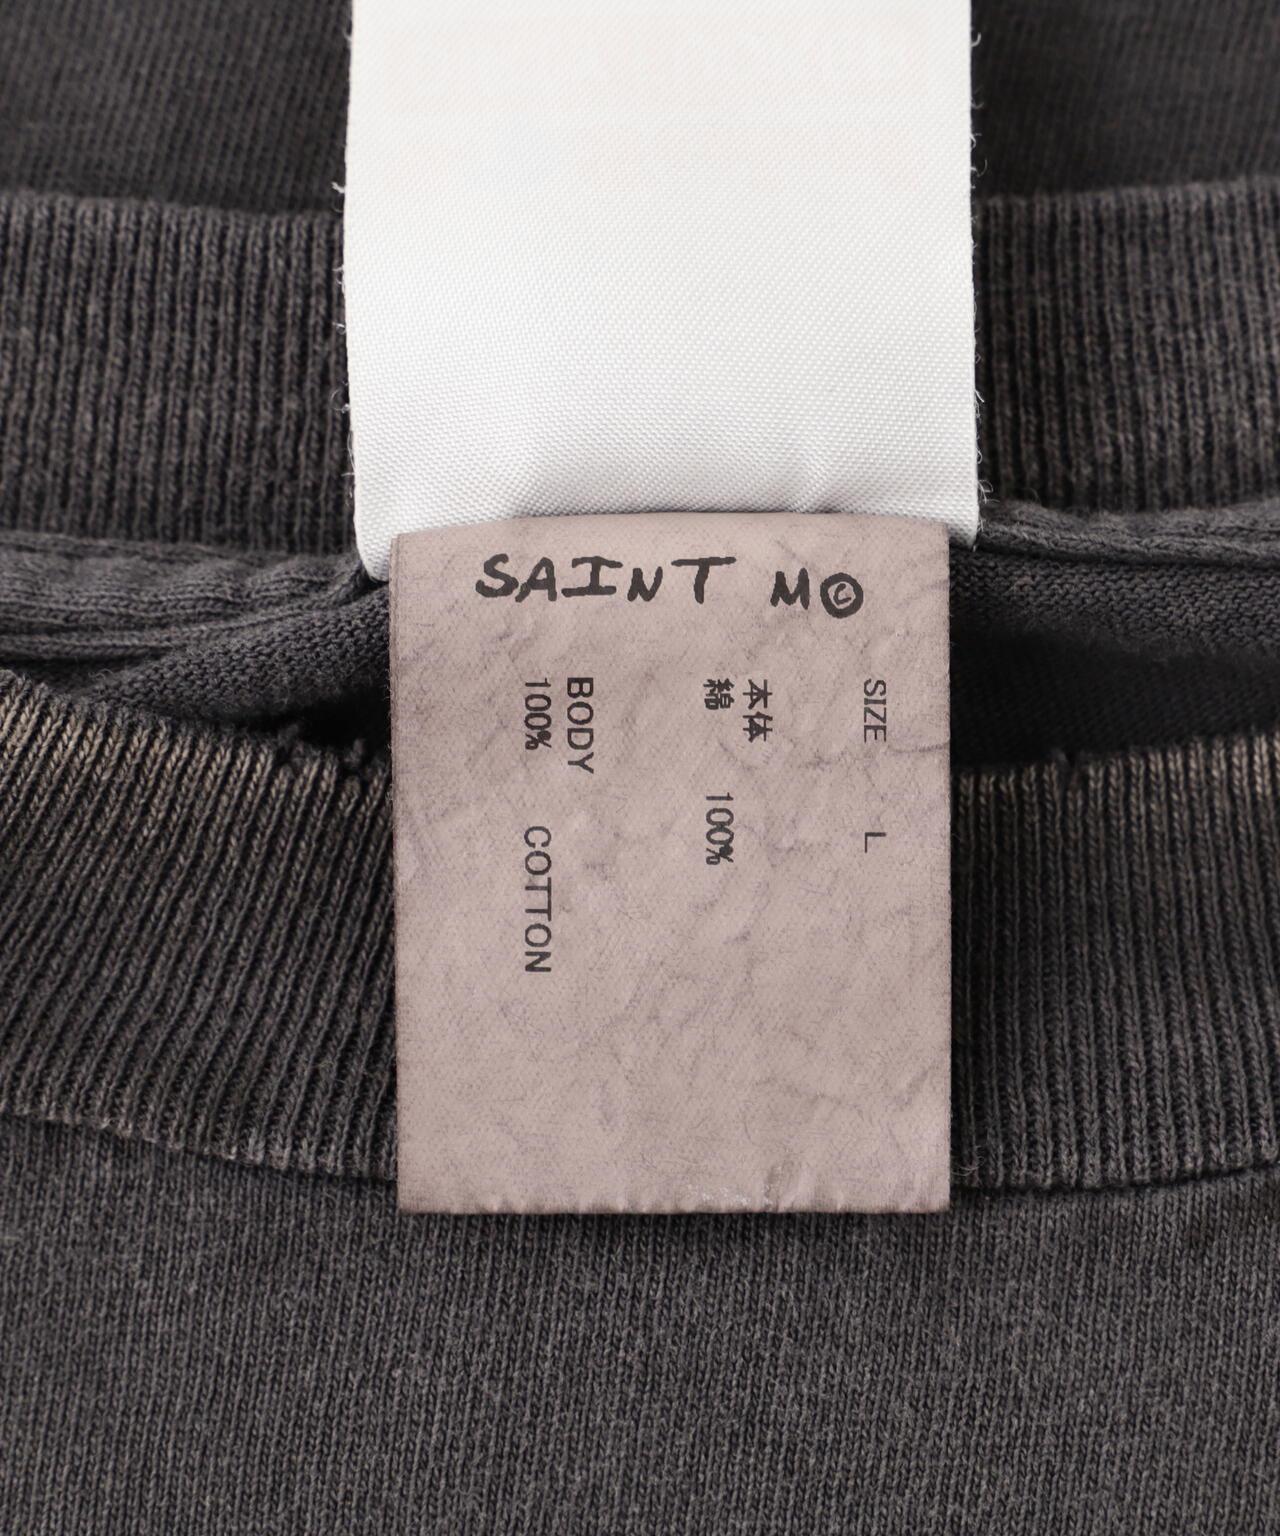 SAINT M©
SIZE L
本体
綿 100%
BODY
100% COTTON